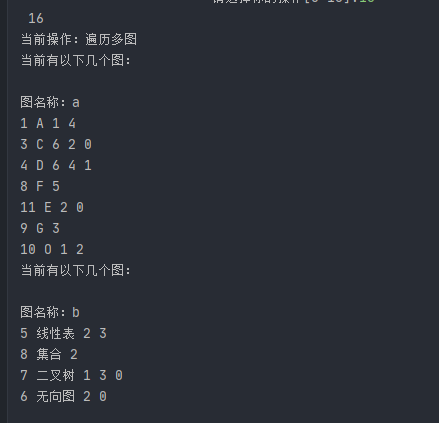 16
当前操作：遍历多图
当前有以下几个图：
图名称：a
1 A 1 4
3 C 6 2 0
4 D 6 4 1
8 F 5
11 E 2 0
9 G 3
10 O 1 2
当前有以下几个图：
图名称：b
5 线性表 2 3
8 集合 2
7 二叉树 1 3 0
6 无向图 2 0